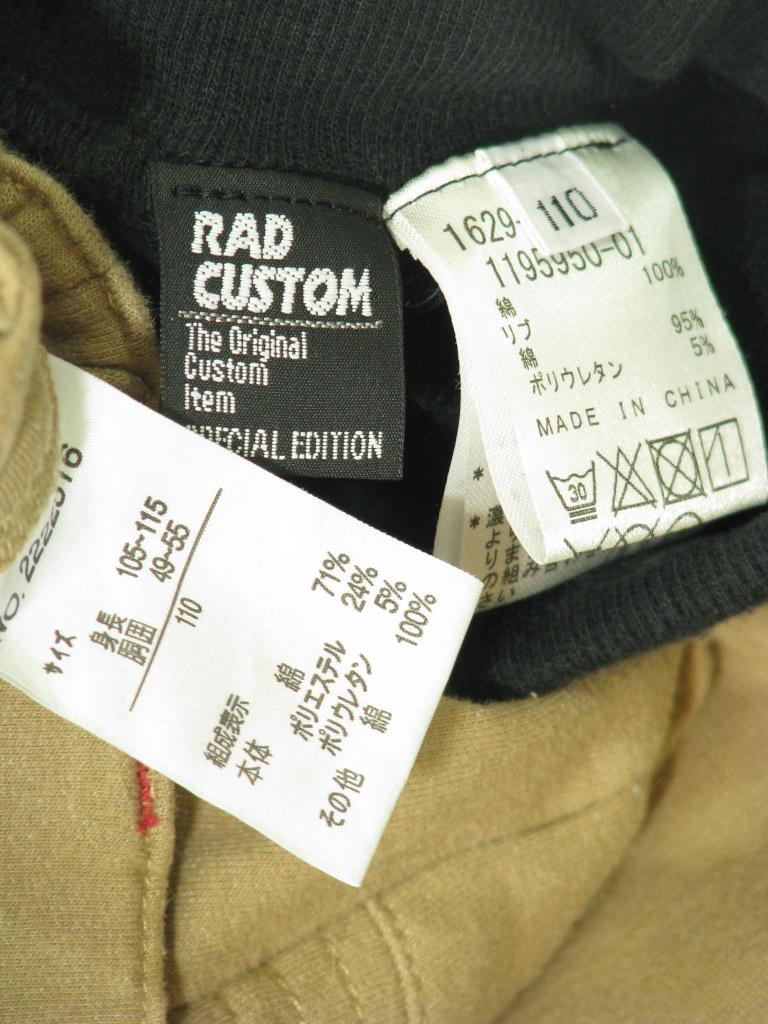 RAD
CUSTOM
The Original
Custom
Item
SPECIAL EDITION
110
1629-
1195950-01
綿 100%
リブ
綿 95%
ポリウレタン 5%
MADE IN CHINA
30
サイズ
身長 105~115
胴囲 49~55
110
組成表示
本体
綿 71%
ポリエステル 24%
ポリウレタン 5%
その他 綿 100%